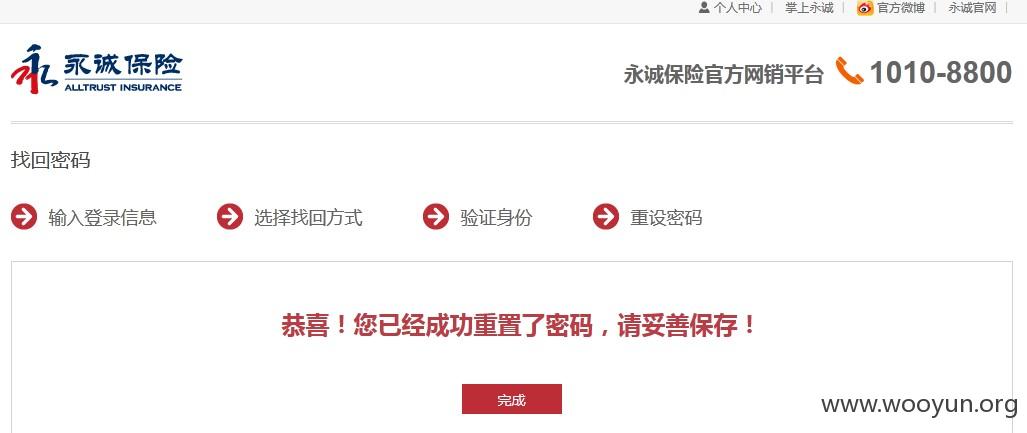 个人中心 | 掌上永诚 | 官方微博 | 永诚官网 |
永诚保险
ALLTRUST INSURANCE
永诚保险官方网销平台 1010-8800
找回密码
输入登录信息 选择找回方式 验证身份 重设密码
恭喜！您已经成功重置了密码，请妥善保存！
完成
www.wooyun.org